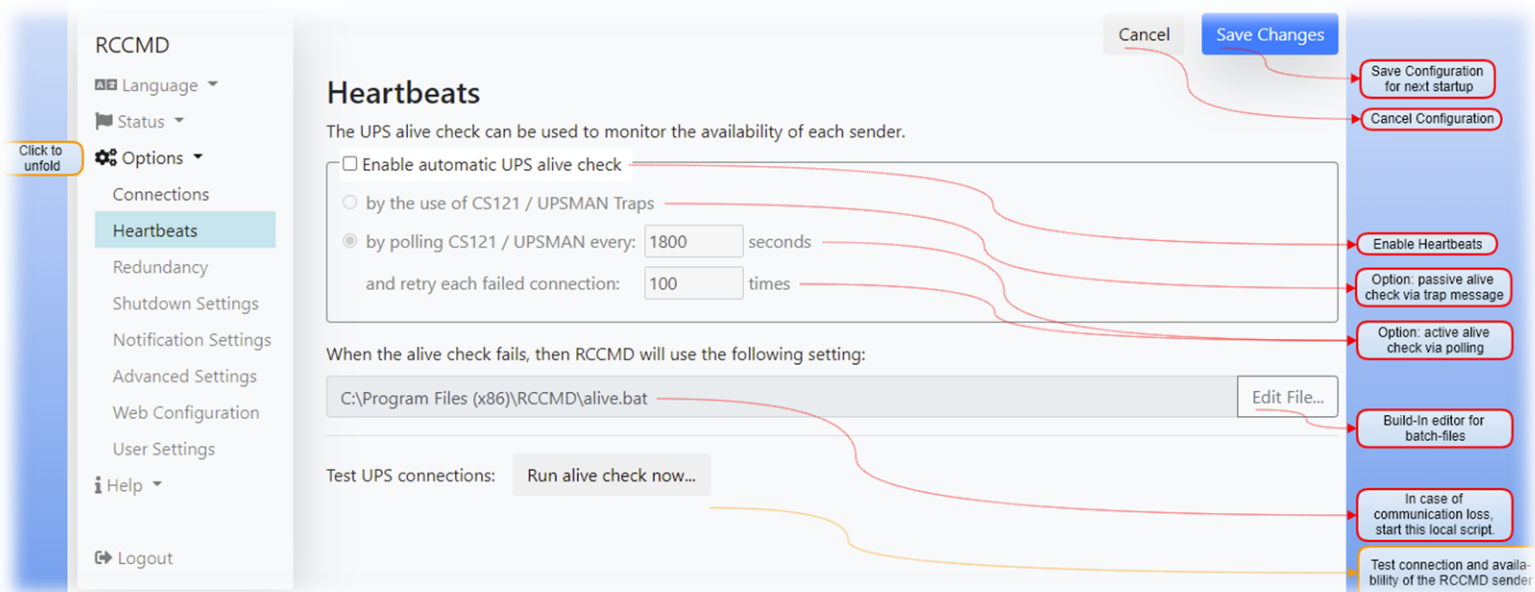 RCCMD
Language
Status
Click to
unfold
Options
Connections
Heartbeats
Redundancy
Shutdown Settings
Notification Settings
Advanced Settings
Web Configuration
User Settings
Help
Logout
Cancel
Save Changes
Heartbeats
The UPS alive check can be used to monitor the availability of each sender.
Enable automatic UPS alive check
by the use of CS121 / UPSMAN Traps
by polling CS121 / UPSMAN every: 1800 seconds
and retry each failed connection: 100 times
When the alive check fails, then RCCMD will use the following setting:
C:\Program Files (x86)\RCCMD\alive.bat
Edit File...
Test UPS connections: Run alive check now...
Save Configuration
for next startup
Cancel Configuration
Enable Heartbeats
Option: passive alive
check via trap message
Option: active alive
check via polling
Build-In editor for
batch-files
In case of
communication loss,
start this local script.
Test connection and availa-
blility of the RCCMD sender